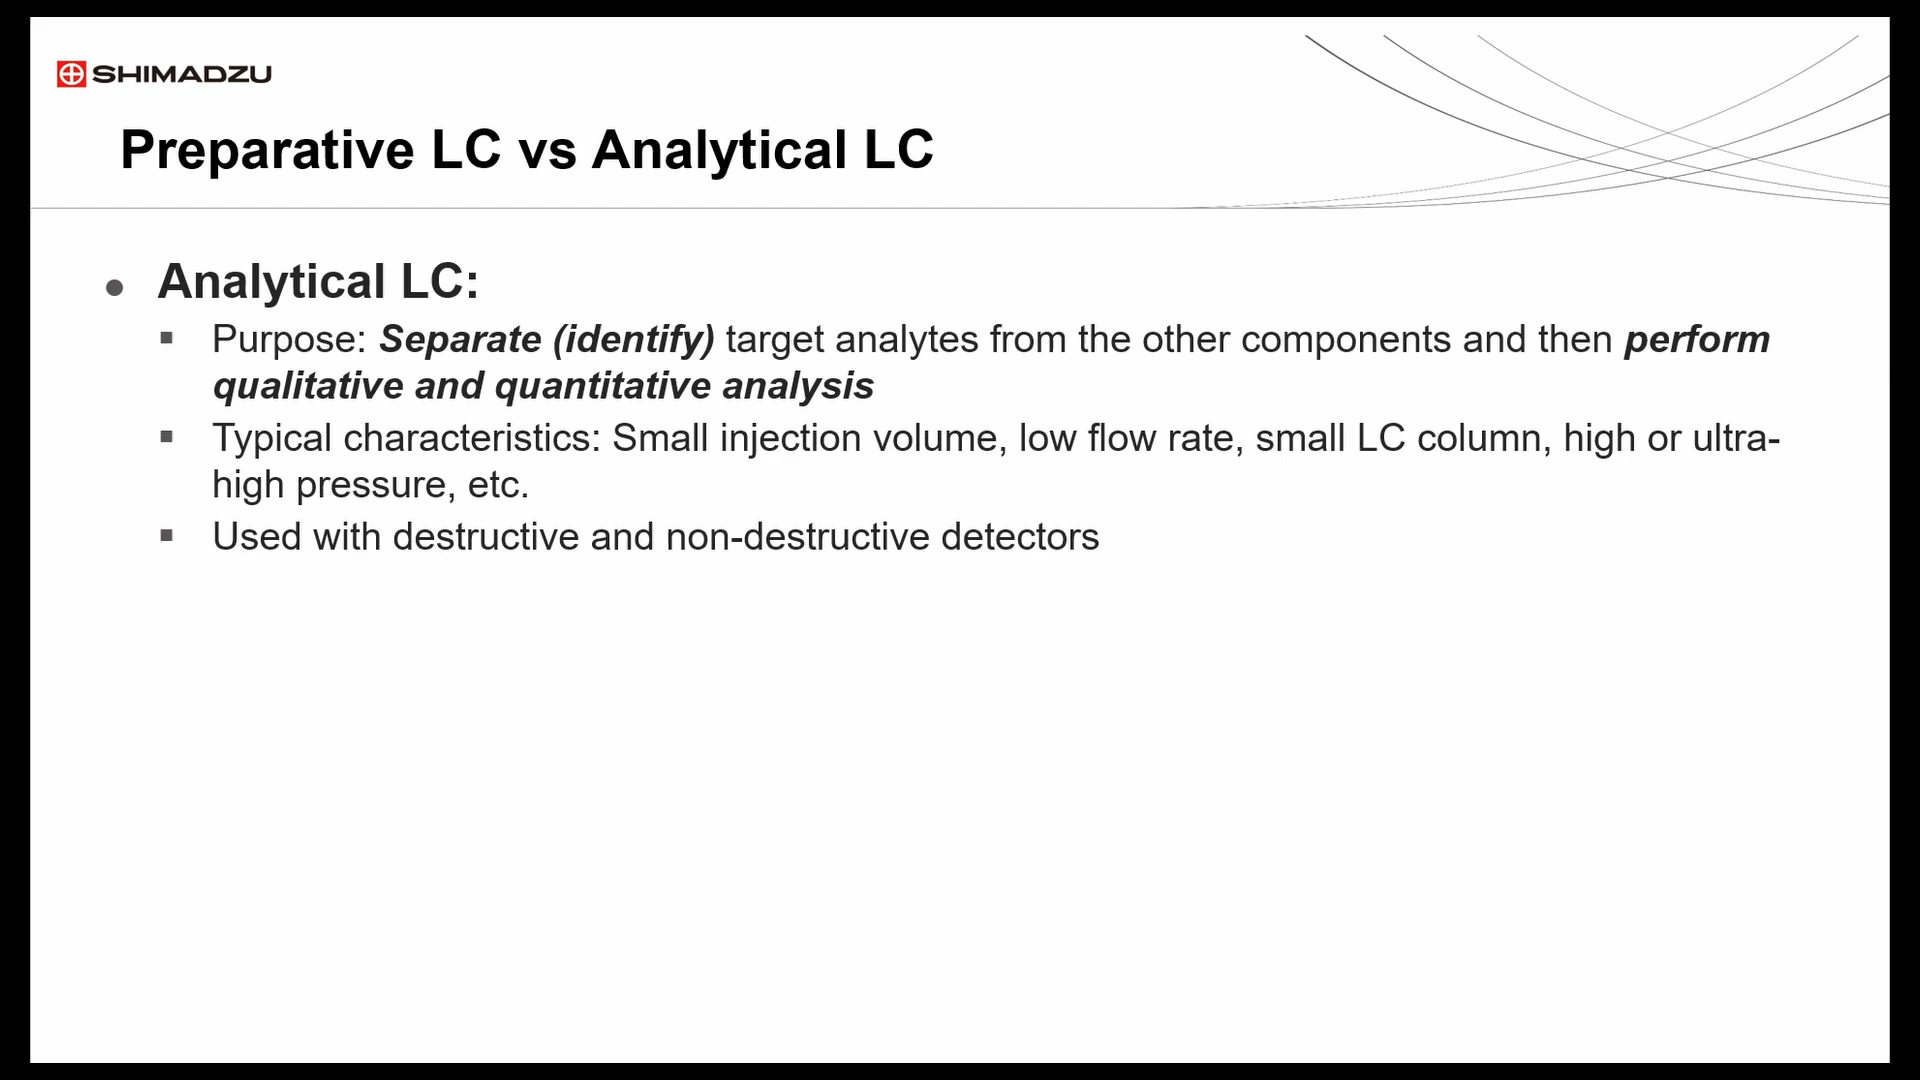 SHIMADZU
Preparative LC vs Analytical LC
● Analytical LC:
▪ Purpose: Separate (identify) target analytes from the other components and then perform
qualitative and quantitative analysis
▪ Typical characteristics: Small injection volume, low flow rate, small LC column, high or ultra-
high pressure, etc.
▪ Used with destructive and non-destructive detectors